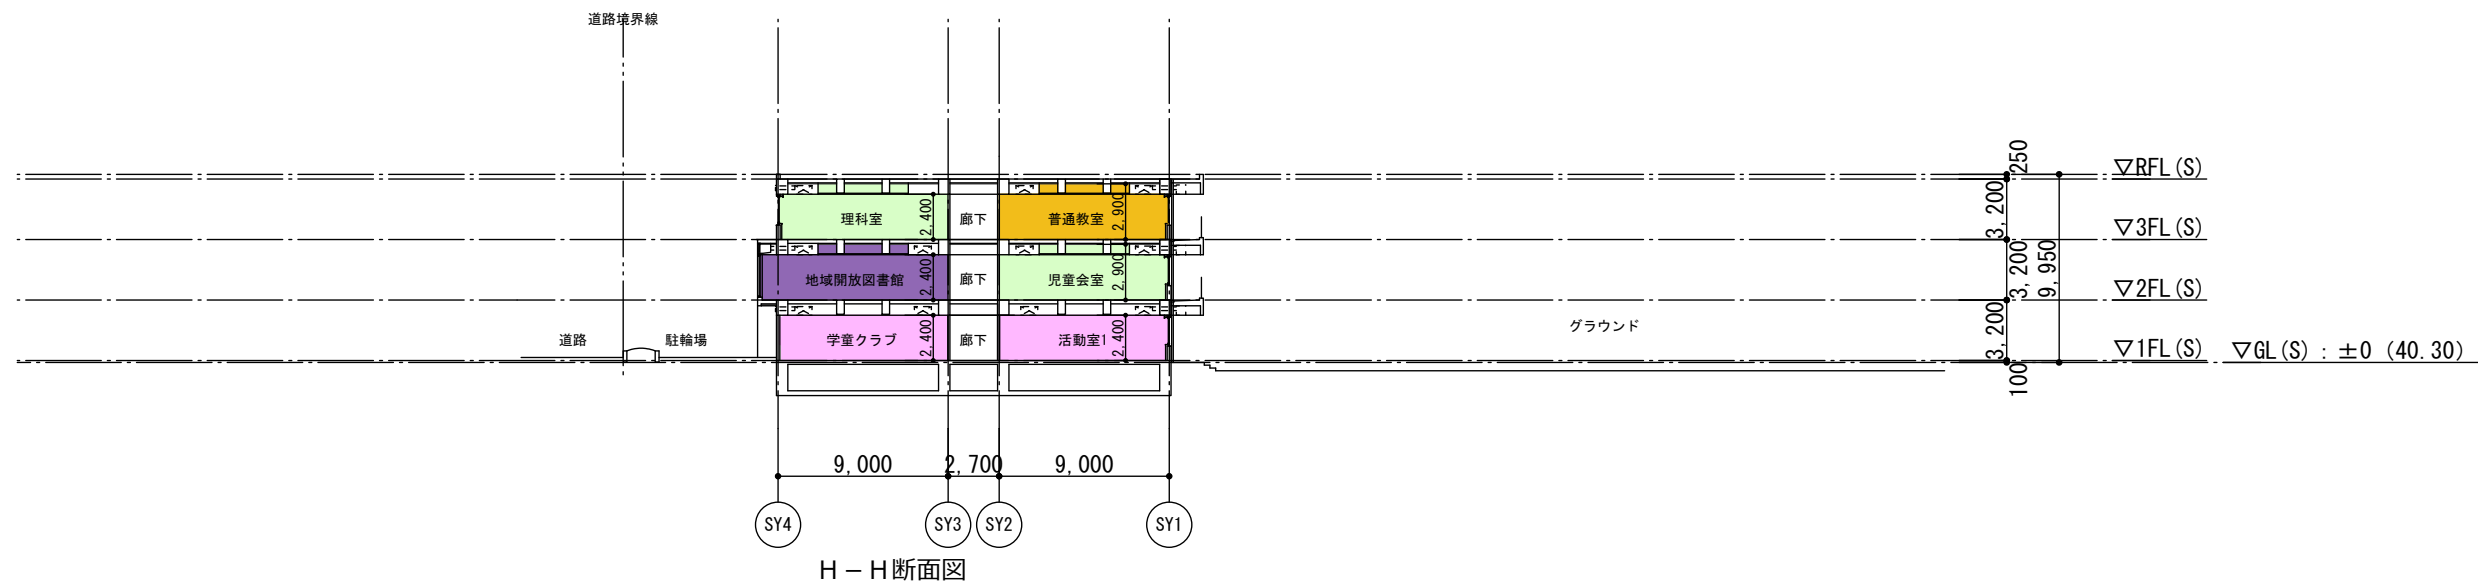 道路境界線
250
▽RFL(S)
理科室
2,400
廊下
普通教室
2,900
3,200
▽3FL(S)
地域開放図書館
2,400
廊下
児童会室
2,900
3,200
9,950
▽2FL(S)
道路
駐輪場
学童クラブ
2,400
廊下
活動室1
2,400
グラウンド
3,200
▽1FL(S)
▽GL(S) : ±0 (40.30)
100
9,000
2,700
9,000
SY4
SY3
SY2
SY1
H－H断面図